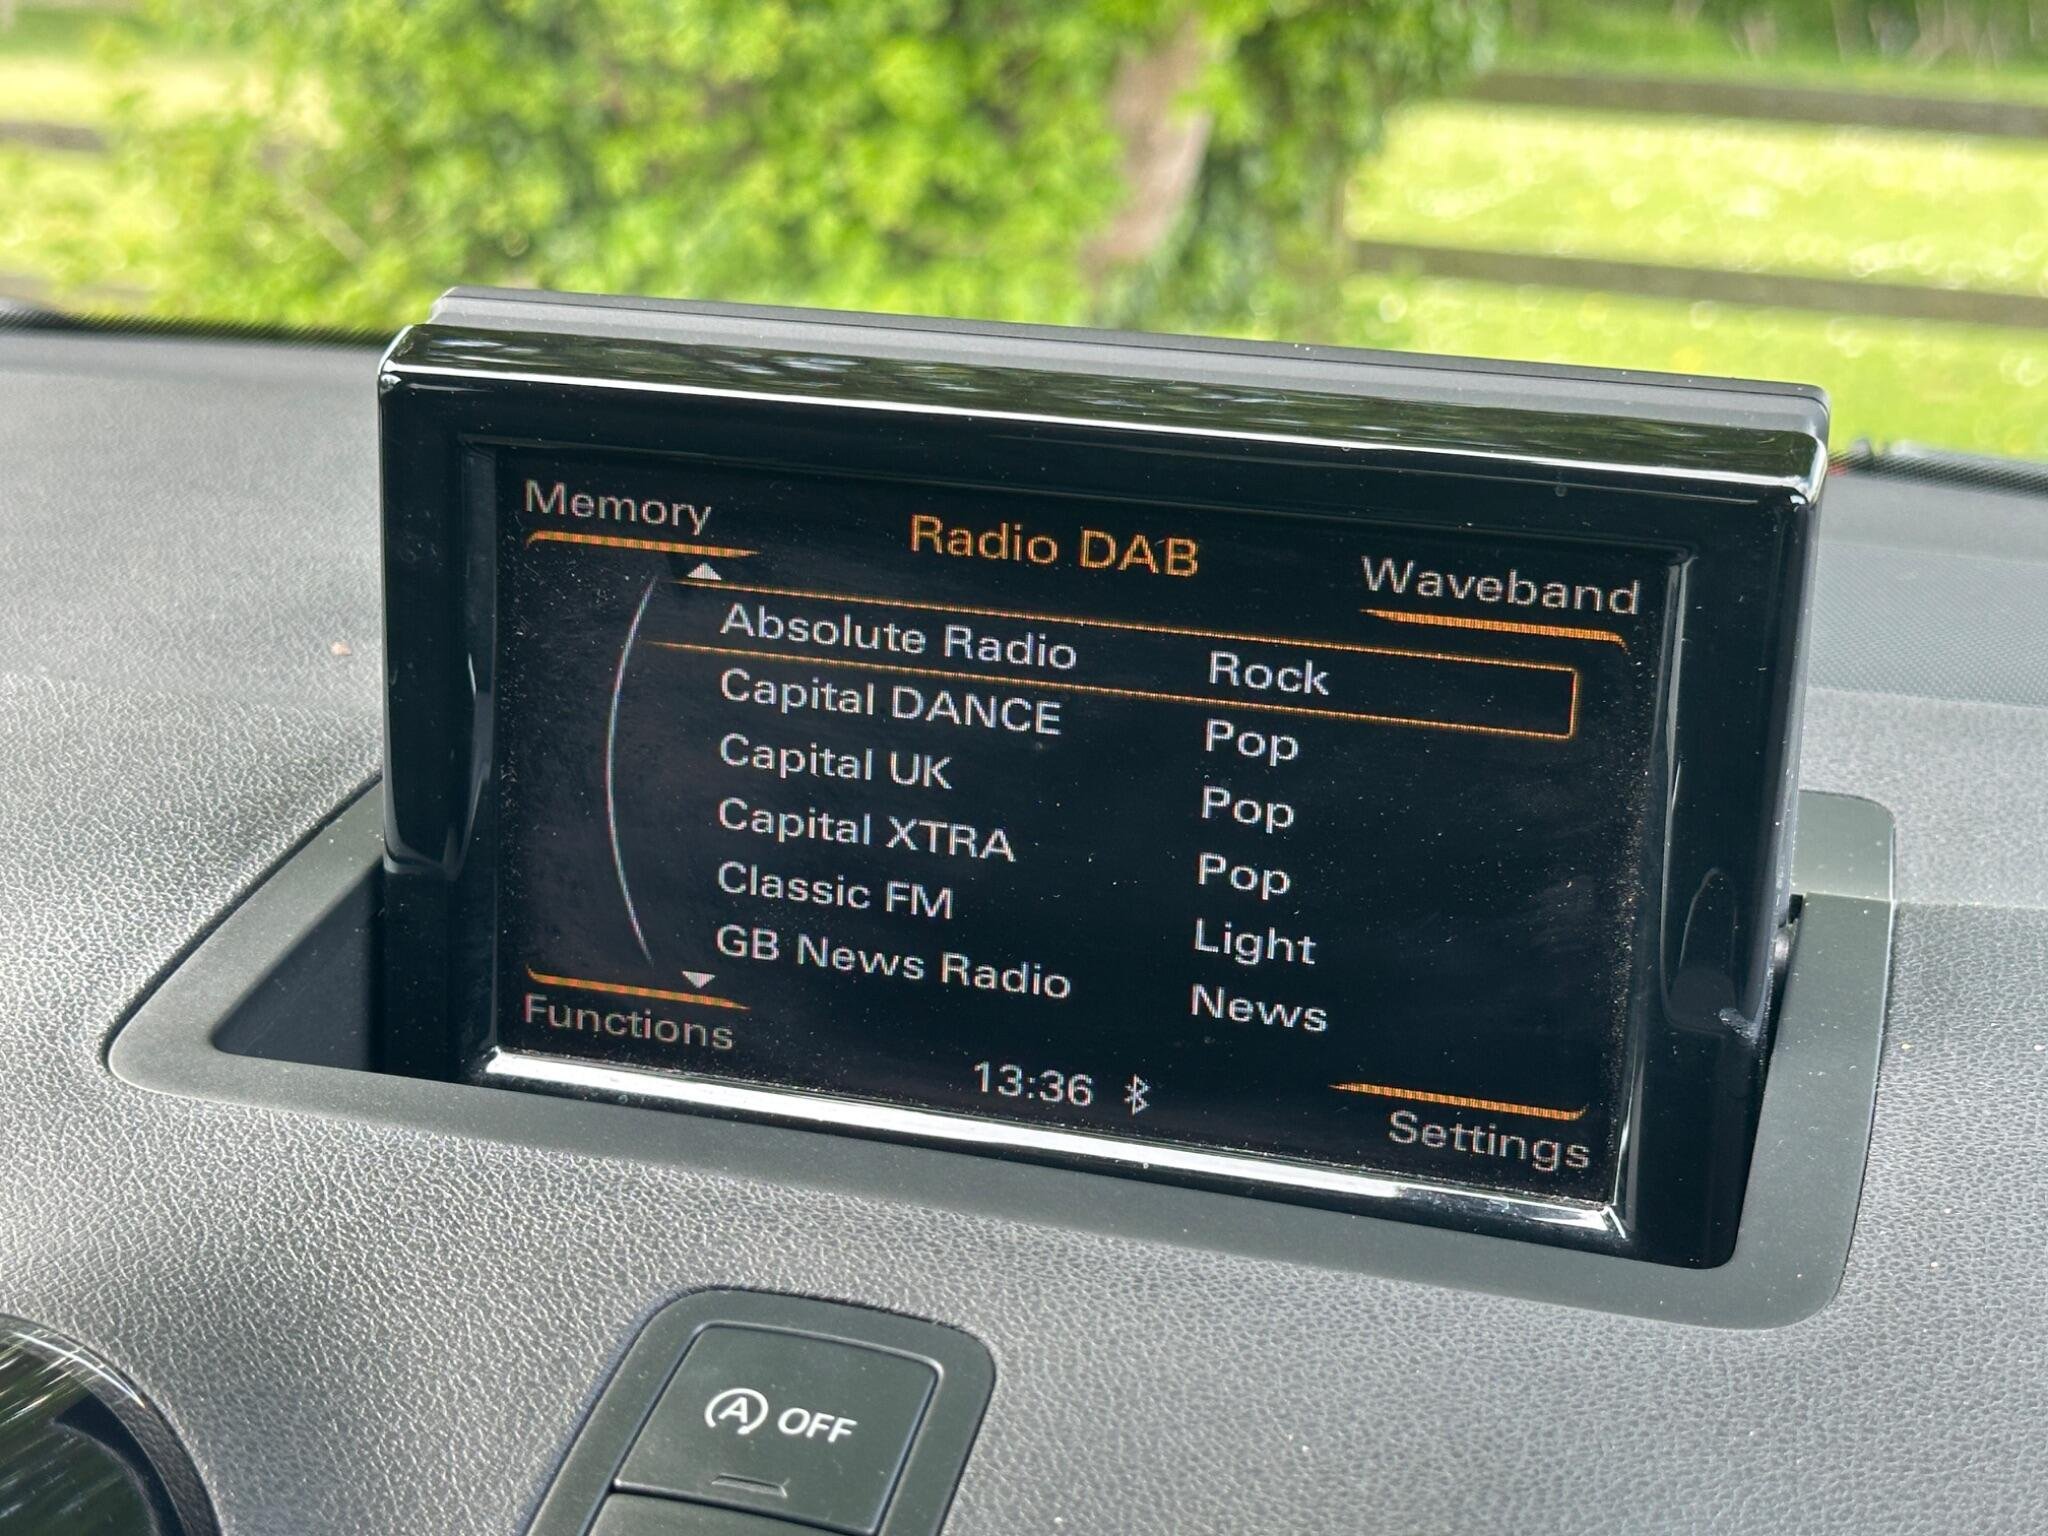 Memory
Radio DAB
Waveband
Absolute Radio Rock
Capital DANCE Pop
Capital UK Pop
Capital XTRA Pop
Classic FM Light
GB News Radio News
Functions
13:36
Settings
A OFF